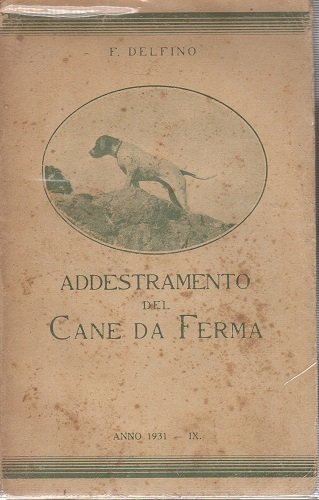 F. DELFINO
ADDESTRAMENTO
DEL
CANE DA FERMA
ANNO 1931 - IX.